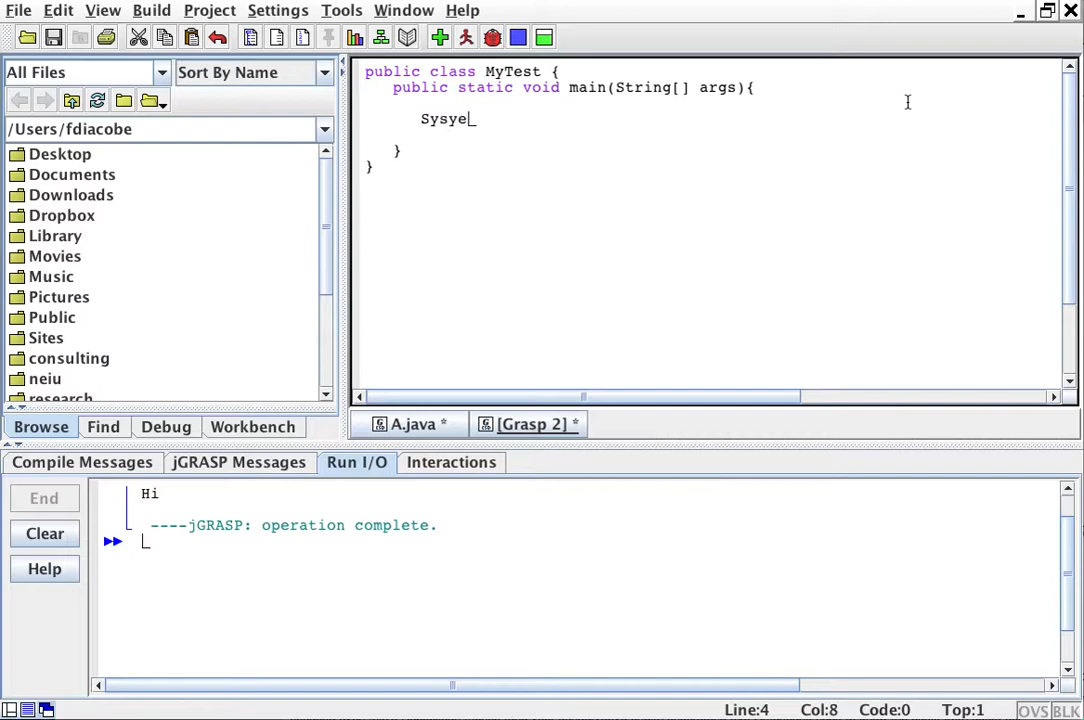 File Edit View Build Project Settings Tools Window Help
All Files Sort By Name
/Users/fdiacobe
Desktop
Documents
Downloads
Dropbox
Library
Movies
Music
Pictures
Public
Sites
consulting
neiu
research
Browse Find Debug Workbench
public class MyTest {
public static void main(String[] args){
Sysye
}
}
A.java * [Grasp 2] *
Compile Messages jGRASP Messages Run I/O Interactions
End
Clear
Help
Hi
----jGRASP: operation complete.
Line:4 Col:8 Code:0 Top:1 OVS BLK